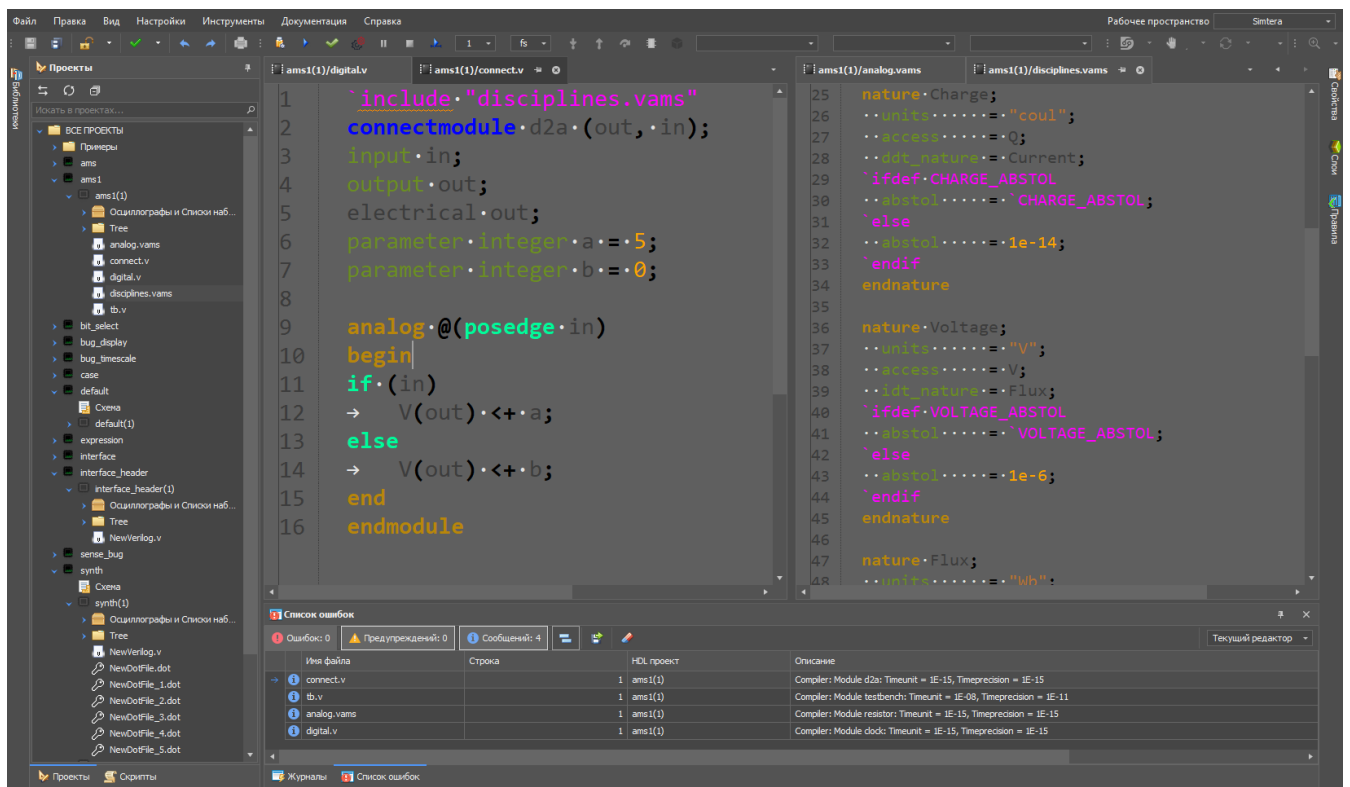 Файл Правка Вид Настройки Инструменты Документация Справка Рабочее пространство Simtera
1 fs
Библиотеки
Проекты
Искать в проектах...
ВСЕ ПРОЕКТЫ
Примеры
ams
ams1
ams1(1)
Осциллографы и Списки наб...
Tree
analog.vams
connect.v
digital.v
disciplines.vams
tb.v
bit_select
bug_display
bug_timescale
case
default
Схема
default(1)
expression
interface
interface_header
interface_header(1)
Осциллографы и Списки наб...
Tree
NewVerilog.v
sense_bug
synth
Схема
synth(1)
Осциллографы и Списки наб...
Tree
NewVerilog.v
NewDotFile.dot
NewDotFile_1.dot
NewDotFile_2.dot
NewDotFile_3.dot
NewDotFile_4.dot
NewDotFile_5.dot
Проекты Скрипты
ams1(1)/digital.v ams1(1)/connect.v
1 `include·"disciplines.vams"
2 connectmodule·d2a·(out,·in);
3 input·in;
4 output·out;
5 electrical·out;
6 parameter·integer·a·=·5;
7 parameter·integer·b·=·0;
8
9 analog·@(posedge·in)
10 begin
11 if·(in)
12 → V(out)·<+·a;
13 else
14 → V(out)·<+·b;
15 end
16 endmodule
ams1(1)/analog.vams ams1(1)/disciplines.vams
25 nature·Charge;
26 ··units······=·"coul";
27 ··access·····=·Q;
28 ··ddt_nature·=·Current;
29 `ifdef·CHARGE_ABSTOL
30 ··abstol·····=·`CHARGE_ABSTOL;
31 `else
32 ··abstol·····=·1e-14;
33 `endif
34 endnature
35
36 nature·Voltage;
37 ··units······=·"V";
38 ··access·····=·V;
39 ··idt_nature·=·Flux;
40 `ifdef·VOLTAGE_ABSTOL
41 ··abstol·····=·`VOLTAGE_ABSTOL;
42 `else
43 ··abstol·····=·1e-6;
44 `endif
45 endnature
46
47 nature·Flux;
48 ··units······=·"Wb";
Свойства
Слои
Правила
Список ошибок
Ошибок: 0 Предупреждений: 0 Сообщений: 4 Текущий редактор
Имя файла Строка HDL проект Описание
connect.v 1 ams1(1) Compiler: Module d2a: Timeunit = 1E-15, Timeprecision = 1E-15
tb.v 1 ams1(1) Compiler: Module testbench: Timeunit = 1E-08, Timeprecision = 1E-11
analog.vams 1 ams1(1) Compiler: Module resistor: Timeunit = 1E-15, Timeprecision = 1E-15
digital.v 1 ams1(1) Compiler: Module clock: Timeunit = 1E-15, Timeprecision = 1E-15
Журналы Список ошибок